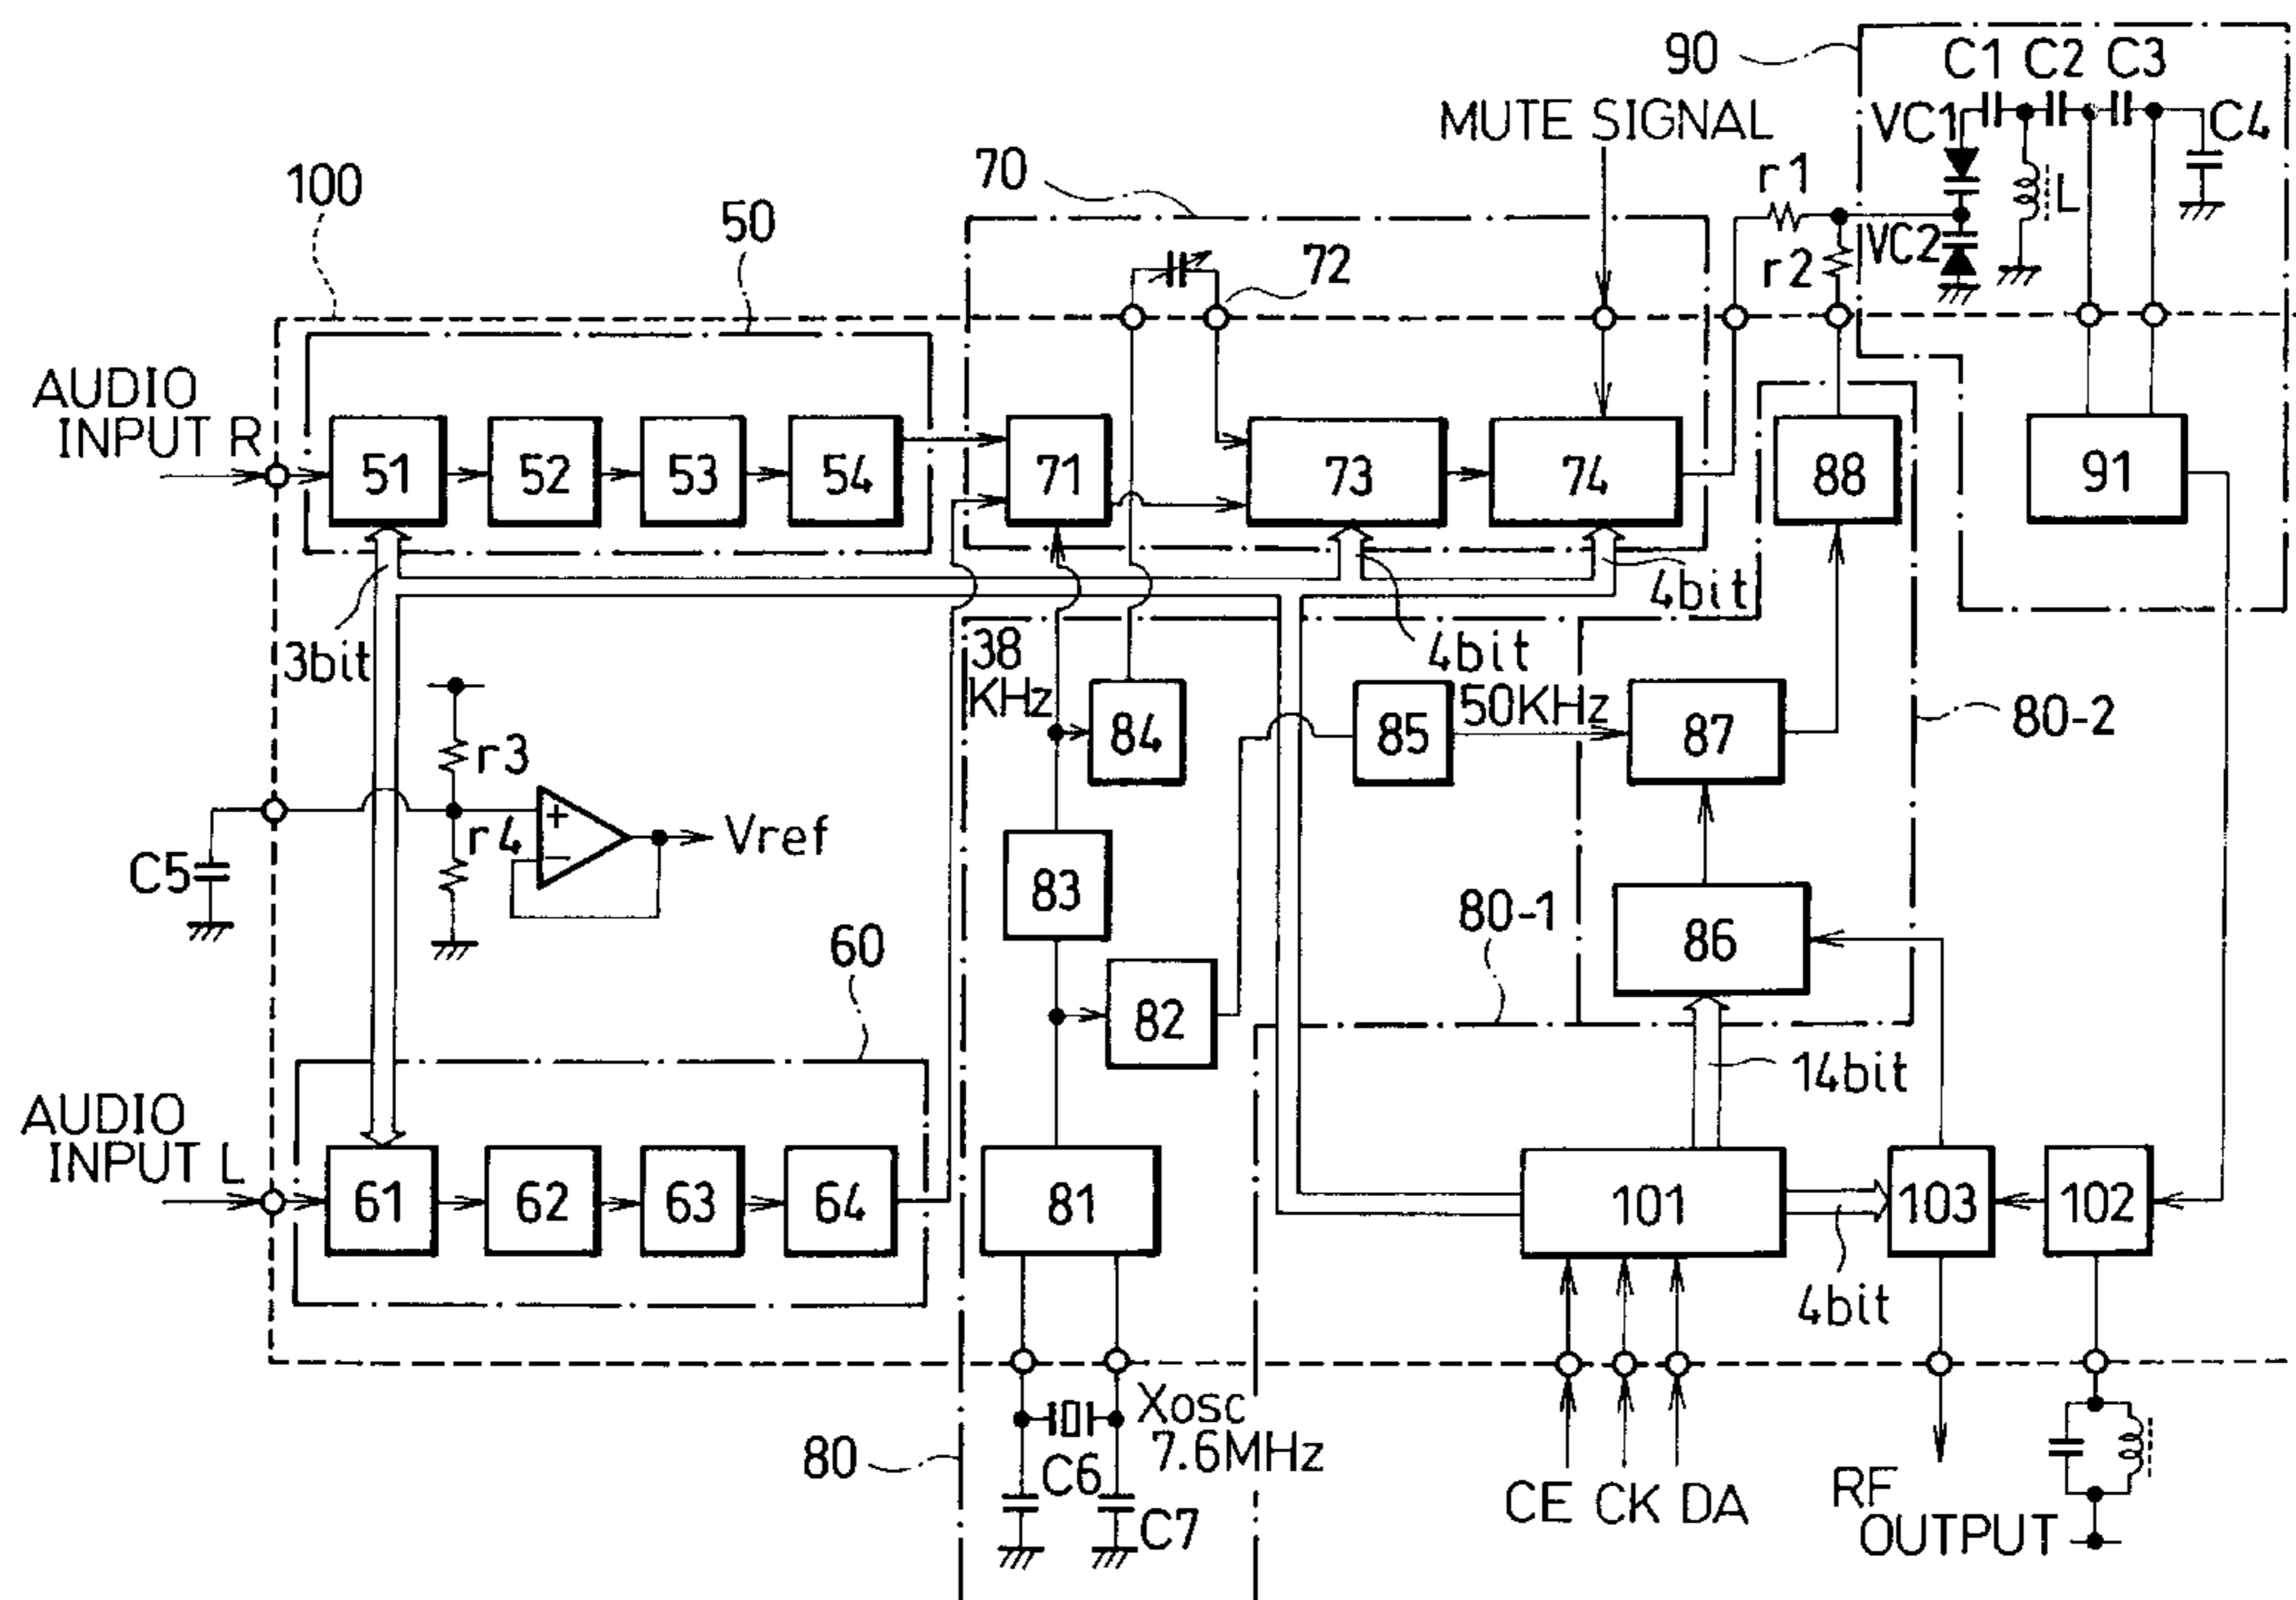 90
C1
C2
C3
MUTE SIGNAL
VC1
C4
100
70
r1
L
50
72
r2
VC2
AUDIO
INPUT R
51
52
53
54
71
73
74
88
91
3bit
4bit
4bit
38
KHz
84
85
50KHz
87
80-2
r3
Vref
r4
C5
83
80-1
86
60
82
14bit
AUDIO
INPUT L
61
62
63
64
81
101
103
102
4bit
Xosc
7.6MHz
80
C6
C7
CE
CK
DA
RF
OUTPUT